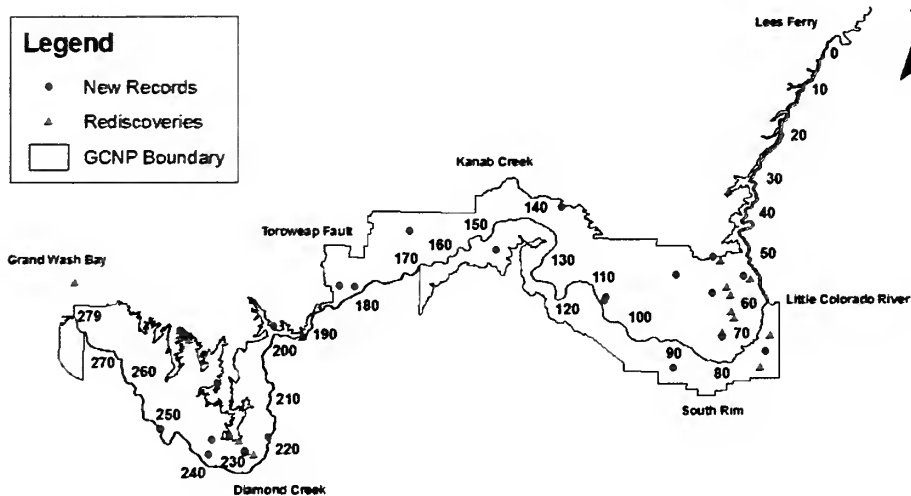 Legend
New Records
Rediscoveries
GCNP Boundary
Lees Ferry
0
10
20
30
40
50
60
70
80
90
100
110
120
130
140
150
160
170
180
190
200
210
220
230
240
250
260
270
279
Kanab Creek
Toroweap Fault
Grand Wash Bay
Little Colorado River
South Rim
Diamond Creek